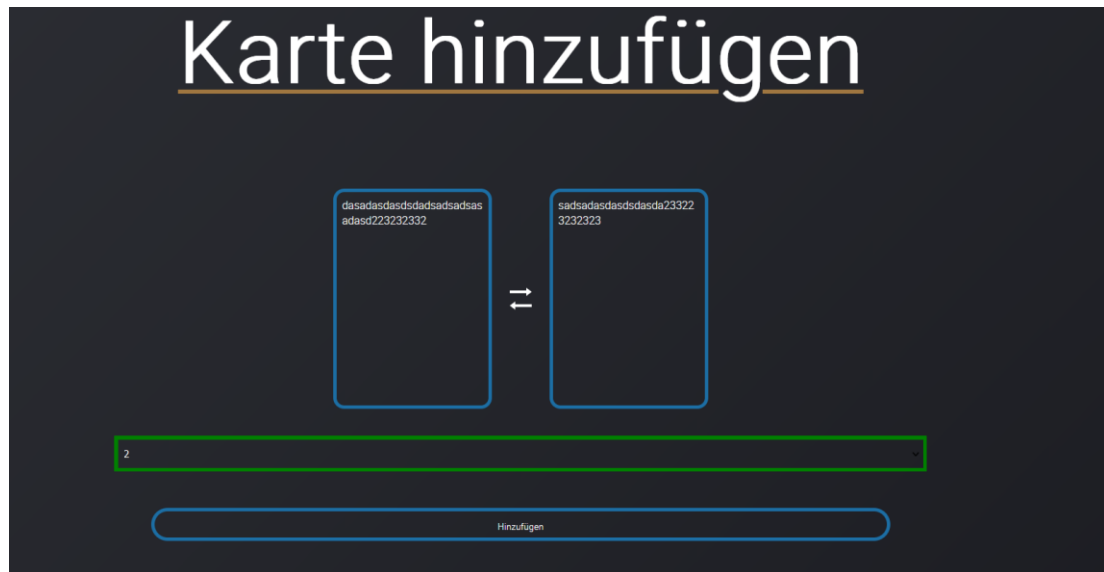 Karte hinzufügen
dasadasdasdsdadsadsadsas
adasd223232332
sadsadasdasdsdasda23322
3232323
2
Hinzufügen